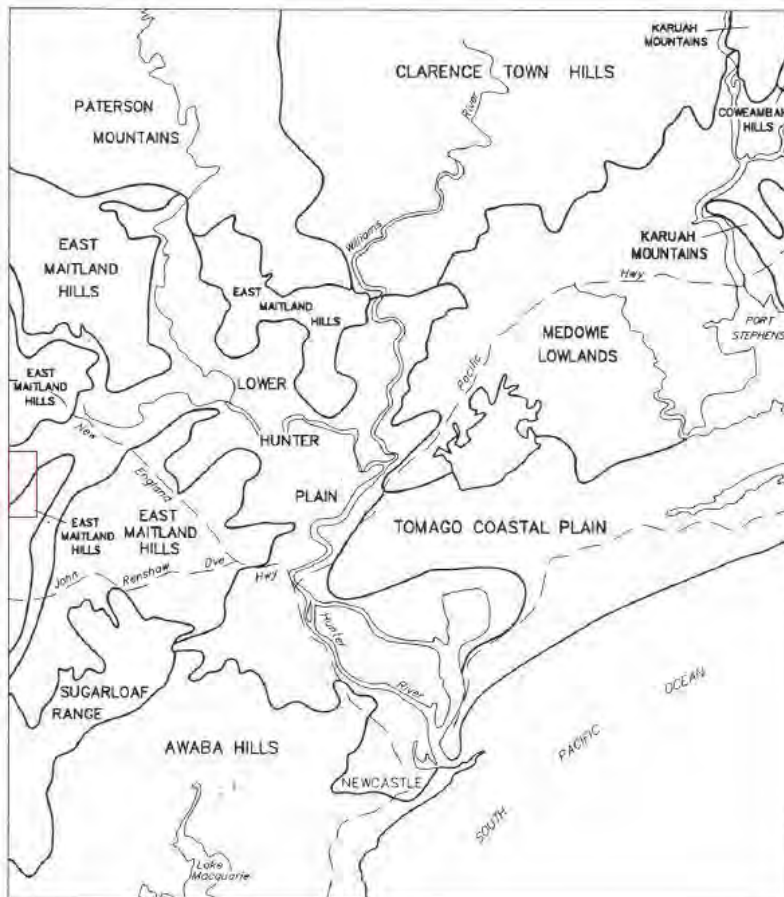 KARUAH
MOUNTAINS
CLARENCE TOWN HILLS
PATERSON
MOUNTAINS
River
COWEAMBAH
HILLS
Williams
KARUAH
MOUNTAINS
EAST
MAITLAND
HILLS
Hwy
EAST
MAITLAND
HILLS
PORT
STEPHENS
MEDOWIE
LOWLANDS
Pacific
EAST
MAITLAND
HILLS
LOWER
HUNTER
PLAIN
New
England
EAST
MAITLAND
HILLS
EAST
MAITLAND
HILLS
TOMAGO COASTAL PLAIN
John Renshaw Dve
Hwy
Hunter
River
SUGARLOAF
RANGE
AWABA HILLS
NEWCASTLE
SOUTH PACIFIC OCEAN
Lake
Macquarie